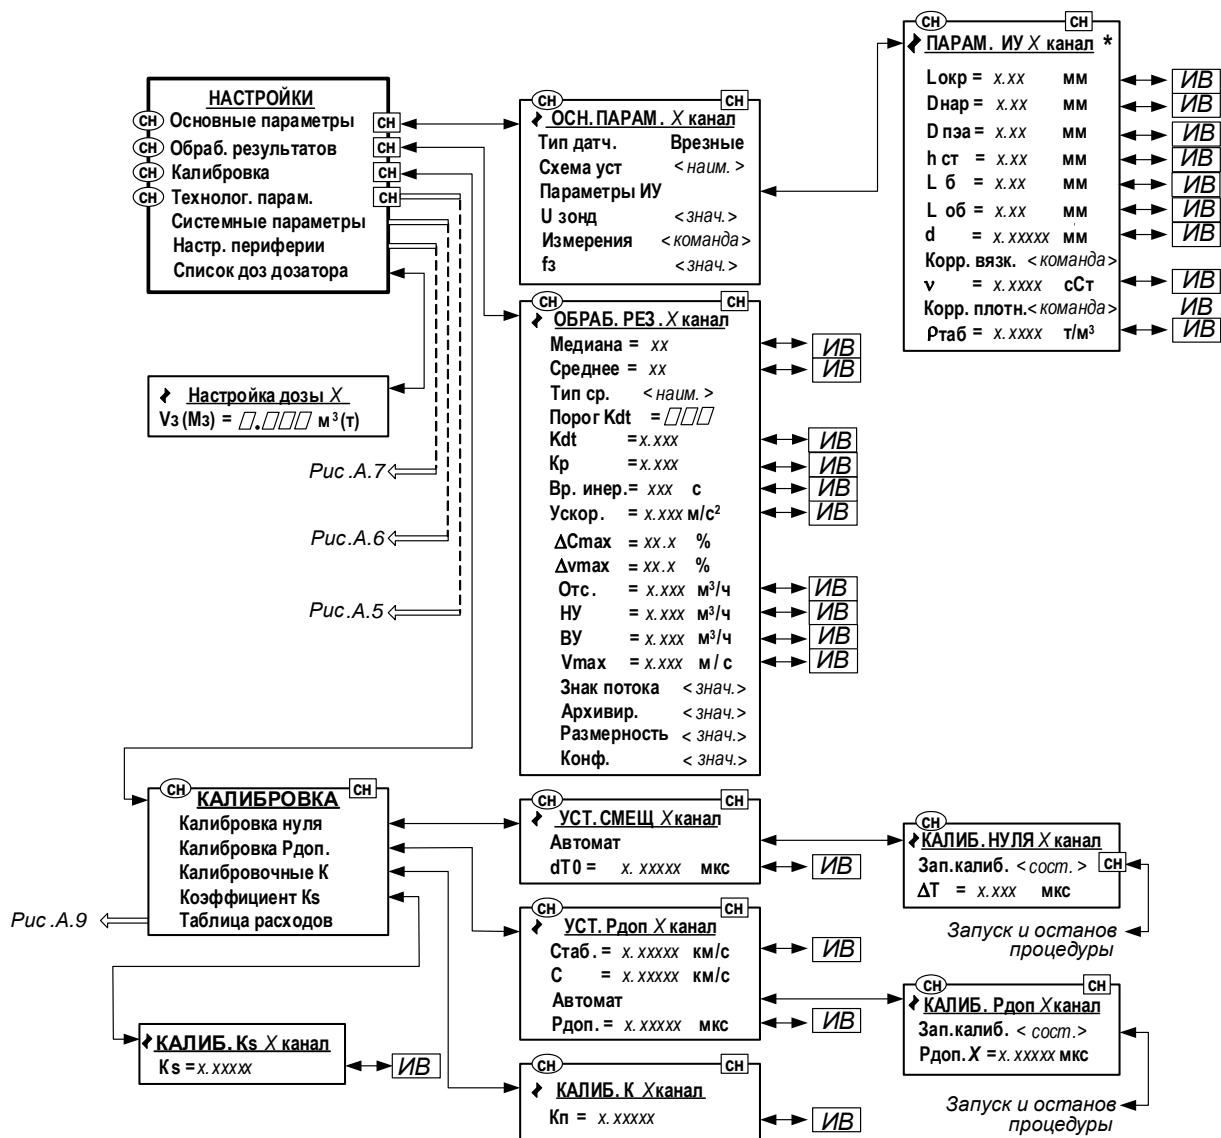 НАСТРОЙКИ
СН Основные параметры СН
СН Обраб. результатов СН
СН Калибровка СН
СН Технолог. парам. СН
Системные параметры
Настр. периферии
Список доз дозатора
Настройка дозы X
Vз (Mз) = 0.000 м³(т)
Рис.А.7
Рис.А.6
Рис.А.5
СН СН
ОСН. ПАРАМ. X канал
Тип датч. Врезные
Схема уст <наим.>
Параметры ИУ
U зонд <знач.>
Измерения <команда>
fз <знач.>
СН СН
ПАРАМ. ИУ X канал *
Lокр = x.xx мм ИВ
Dнар = x.xx мм ИВ
D пэа = x.xx мм ИВ
h ст = x.xx мм ИВ
L б = x.xx мм ИВ
L об = x.xx мм ИВ
d = x.xxxxx мм ИВ
Корр. вязк. <команда>
ν = x.xxxx сСт ИВ
Корр. плотн. <команда> ИВ
ρтаб = x.xxxx т/м³ ИВ
СН СН
ОБРАБ. РЕЗ. X канал
Медиана = xx ИВ
Среднее = xx ИВ
Тип ср. <наим.>
Порог Kdt = 000
Kdt = x.xxx ИВ
Кр = x.xxx ИВ
Вр. инер.= xxx с ИВ
Ускор. = x.xxx м/с² ИВ
ΔCmax = xx.x %
Δvmax = xx.x %
Отс. = x.xxx м³/ч ИВ
НУ = x.xxx м³/ч ИВ
ВУ = x.xxx м³/ч ИВ
Vmax = x.xxx м/с ИВ
Знак потока <знач.>
Архивир. <знач.>
Размерность <знач.>
Конф. <знач.>
СН СН
КАЛИБРОВКА
Калибровка нуля
Калибровка Рдоп.
Калибровочные К
Коэффициент Ks
Таблица расходов
Рис.А.9
КАЛИБ. Ks X канал
Ks = x.xxxxx ИВ
СН СН
УСТ. СМЕЩ X канал
Автомат
dT0 = x.xxxxx мкс ИВ
СН
КАЛИБ. НУЛЯ X канал
Зап.калиб. <сост.> СН
ΔT = x.xxx мкс
Запуск и останов
процедуры
СН СН
УСТ. Рдоп X канал
Стаб. = x.xxxxx км/с ИВ
С = x.xxxxx км/с
Автомат
Рдоп. = x.xxxxx мкс ИВ
СН СН
КАЛИБ. Рдоп X канал
Зап.калиб. <сост.>
Рдоп.X = x.xxxxx мкс
Запуск и останов
процедуры
СН СН
КАЛИБ. К X канал
Кп = x.xxxxx ИВ